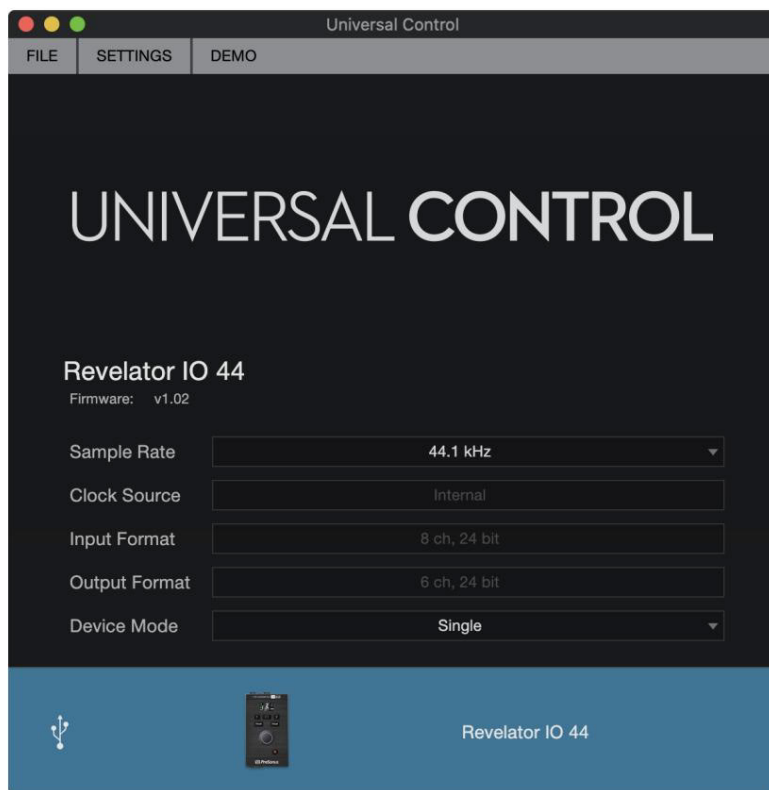 Universal Control
FILE SETTINGS DEMO
UNIVERSAL CONTROL
Revelator IO 44
Firmware: v1.02
Sample Rate 44.1 kHz
Clock Source Internal
Input Format 8 ch, 24 bit
Output Format 6 ch, 24 bit
Device Mode Single
PreSonus
Revelator IO 44